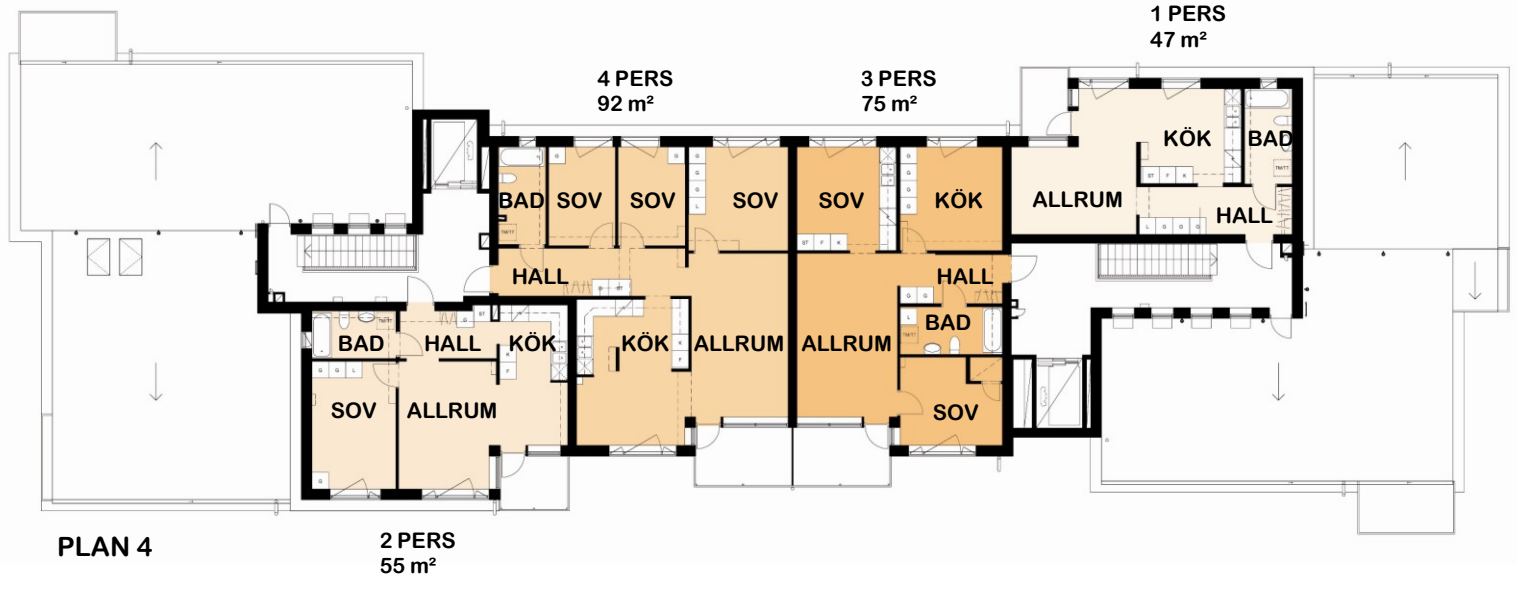 1 PERS
47 m²
4 PERS
92 m²
3 PERS
75 m²
KÖK
BAD
BAD
SOV
SOV
SOV
SOV
KÖK
ALLRUM
HALL
HALL
HALL
BAD
BAD
HALL
KÖK
KÖK
ALLRUM
ALLRUM
SOV
ALLRUM
SOV
PLAN 4
2 PERS
55 m²